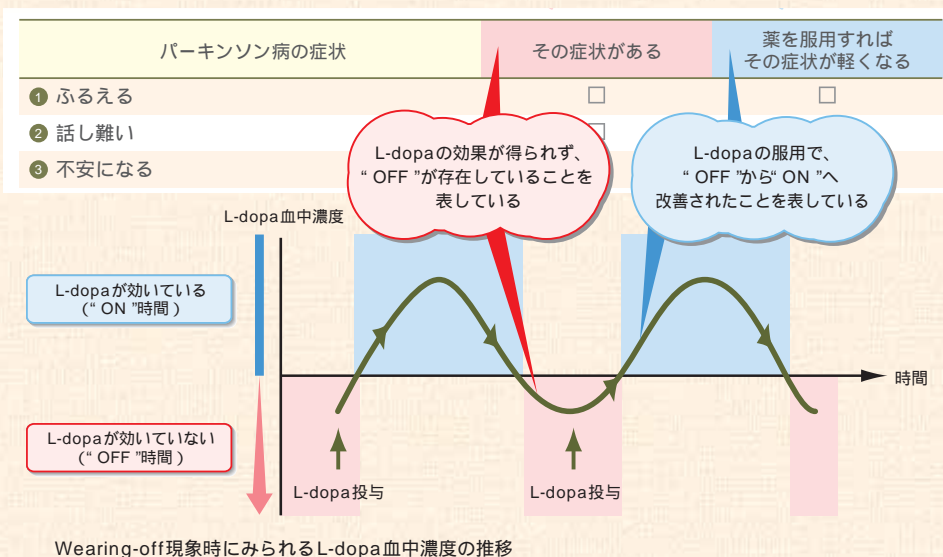 パーキンソン病の症状
その症状がある
薬を服用すれば
その症状が軽くなる
❶ ふるえる □ □
❷ 話し難い
❸ 不安になる
L-dopaの効果が得られず、
“ OFF ”が存在していることを
表している
L-dopaの服用で、
“ OFF ”から“ ON ”へ
改善されたことを表している
L-dopa血中濃度
L-dopaが効いている
(“ ON ”時間)
時間
L-dopaが効いていない
(“ OFF ”時間)
L-dopa投与
L-dopa投与
Wearing-off現象時にみられるL-dopa血中濃度の推移